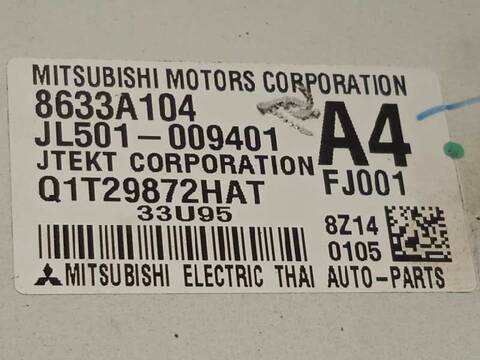 MITSUBISHI MOTORS CORPORATION
8633A104
JL501-009401
JTEKT CORPORATION
A4
Q1T29872HAT
FJ001
33U95
8Z14
0105
MITSUBISHI ELECTRIC THAI AUTO-PARTS